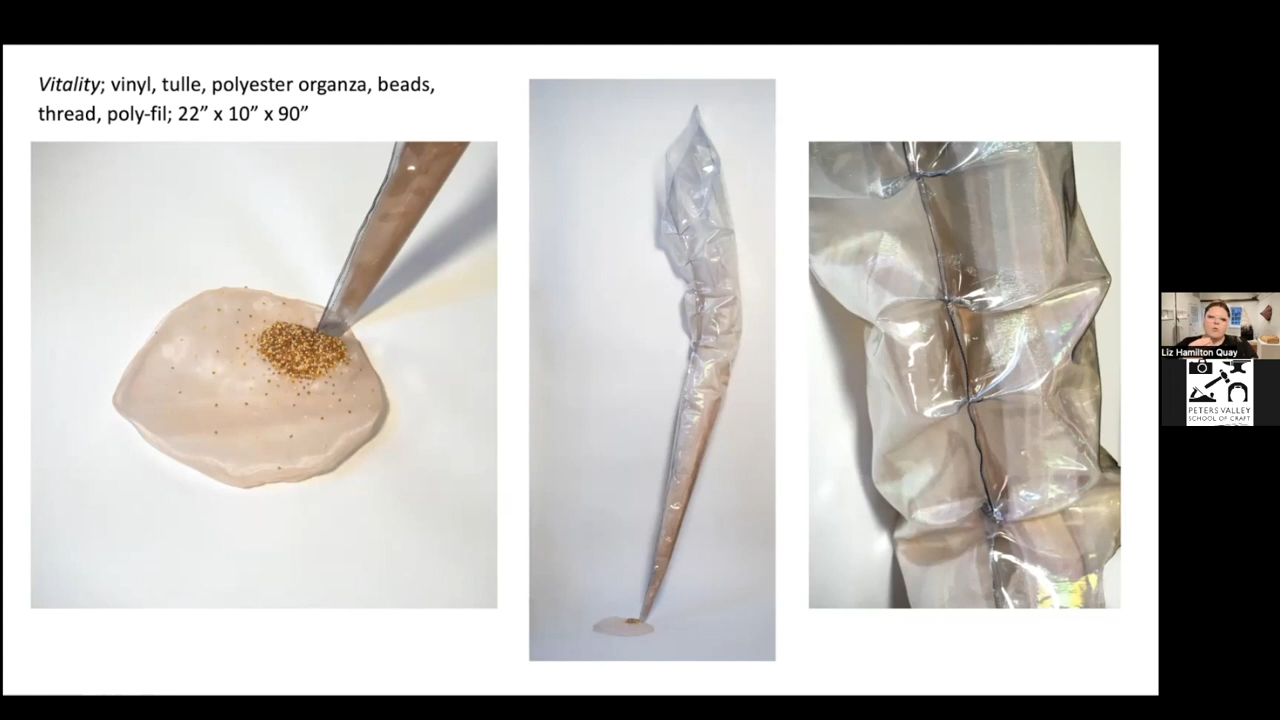 Vitality; vinyl, tulle, polyester organza, beads,
thread, poly-fil; 22” x 10” x 90”
Liz Hamilton Quay
PETERS VALLEY
SCHOOL OF CRAFT